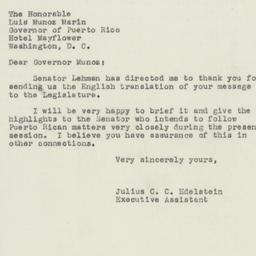 The Honorable
Luis Munoz Marin
Governor of Puerto Rico
Hotel Mayflower
Washington, D. C.
Dear Governor Munoz:
Senator Lehman has directed me to thank you fo
sending us the English translation of your message
to the Legislature.
I will be very happy to brief it and give the
highlights to the Senator who intends to follow
Puerto Rican matters very closely during the presen
session. I believe you have assurance of this in
other connections.
Very sincerely yours,
Julius C. C. Edelstein
Executive Assistant